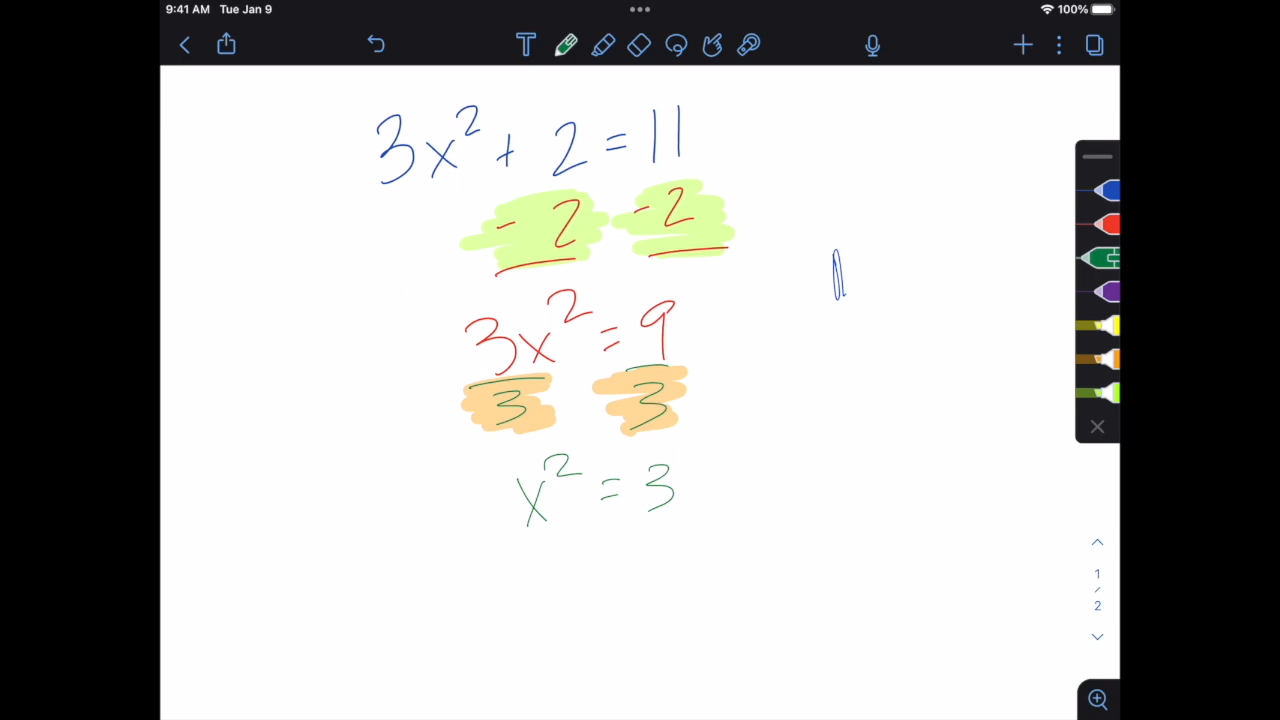 9:41 AM Tue Jan 9
100%
T
3x² + 2 = 11
- 2 - 2
3x² = 9
3 3
x² = 3
1
/
2